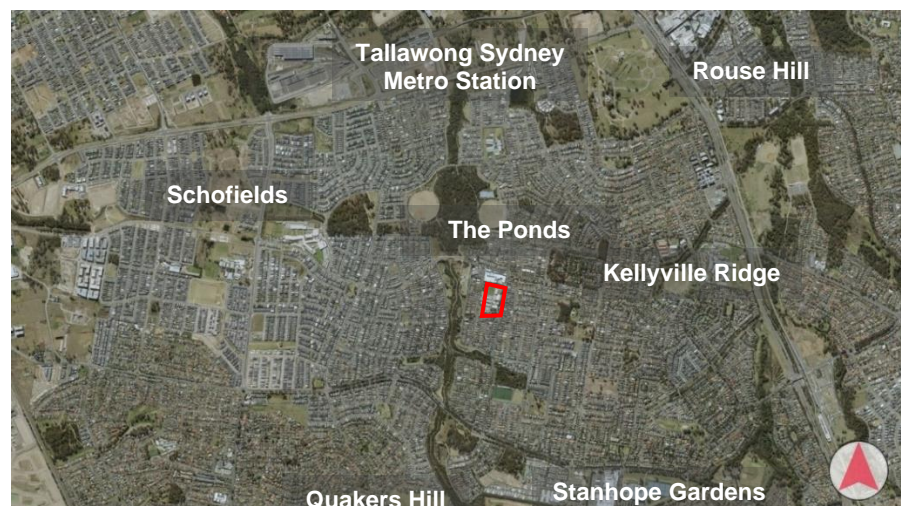 Tallawong Sydney
Metro Station
Rouse Hill
Schofields
The Ponds
Kellyville Ridge
Stanhope Gardens
Quakers Hill